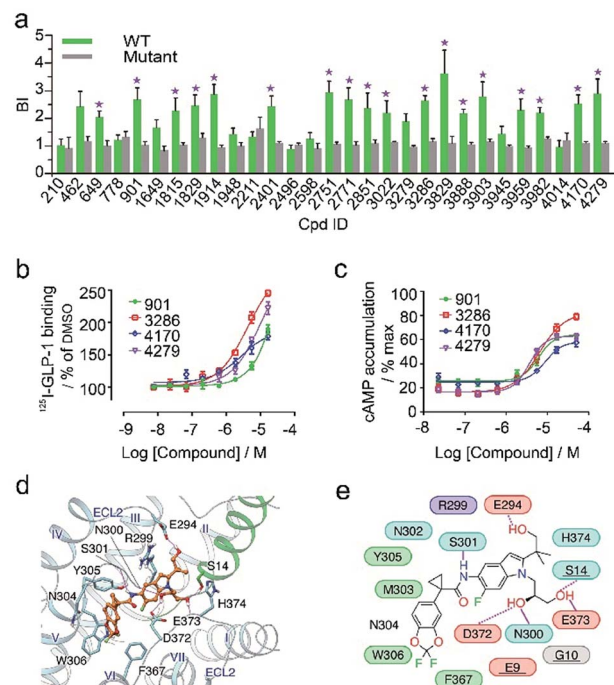 a
WT
Mutant
BI
5
4
3
2
1
0
210
462
649
778
901
1649
1815
1829
1914
1948
2211
2401
2496
2598
2751
2771
2851
3022
3279
3286
3829
3888
3903
3945
3959
3982
4014
4170
4279
Cpd ID
b
¹²⁵I-GLP-1 binding
/ % of DMSO
250
200
150
100
901
3286
4170
4279
-9 -8 -7 -6 -5 -4
Log [Compound] / M
c
cAMP accumulation
/ % max
100
80
60
40
20
0
901
3286
4170
4279
-8 -7 -6 -5 -4
Log [Compound] / M
d
ECL2
III
E294
II
N300
R299
IV
S301
Y305
S14
N304
H374
V
E373
D372
I
W306
VI
F367
VII
ECL2
e
R299
E294
N302
S301
HO
H374
Y305
H
N
S14
M303
O
F
N
N304
O
O
OH
OH
E373
D372
N300
W306
F
F
G10
F367
E9